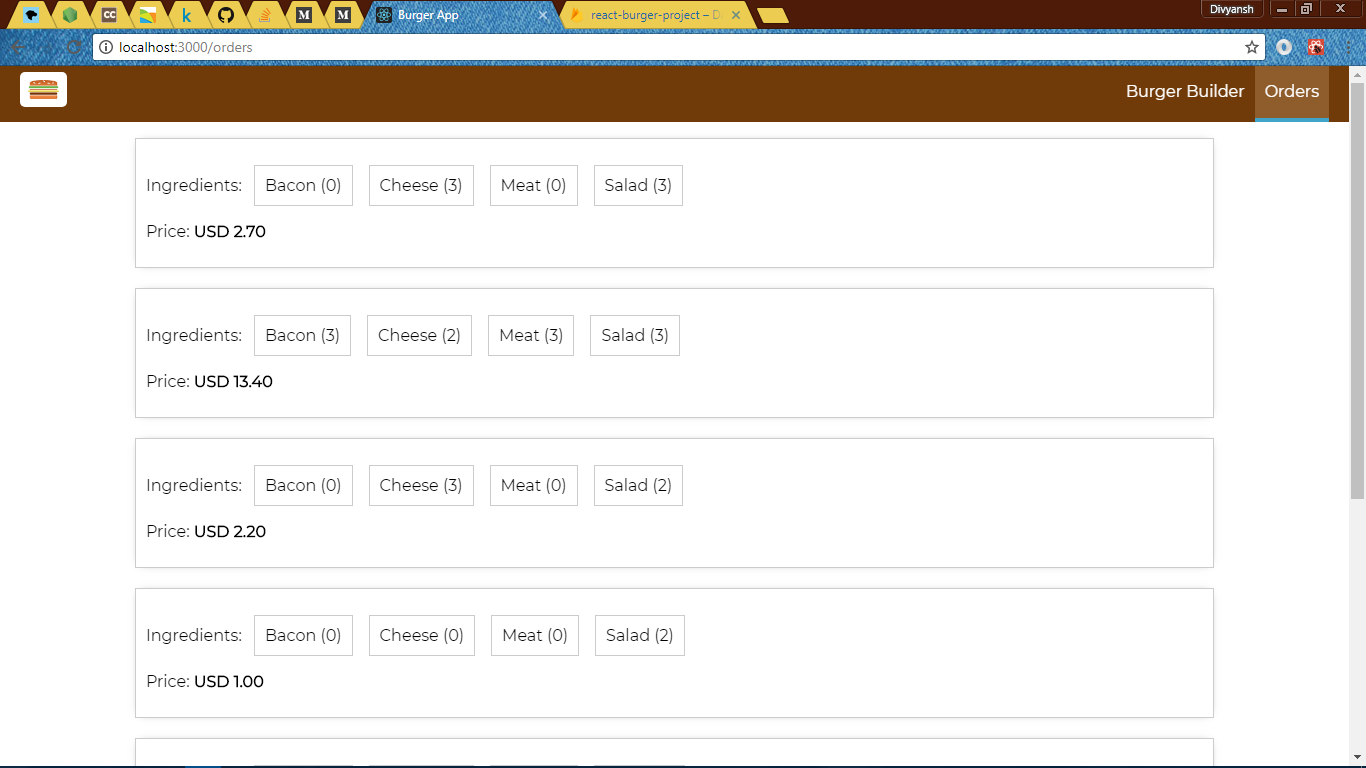 CC
k
M
M
Burger App
react-burger-project – D
Divyansh
localhost:3000/orders
Burger Builder
Orders
Ingredients: Bacon (0) Cheese (3) Meat (0) Salad (3)
Price: USD 2.70
Ingredients: Bacon (3) Cheese (2) Meat (3) Salad (3)
Price: USD 13.40
Ingredients: Bacon (0) Cheese (3) Meat (0) Salad (2)
Price: USD 2.20
Ingredients: Bacon (0) Cheese (0) Meat (0) Salad (2)
Price: USD 1.00